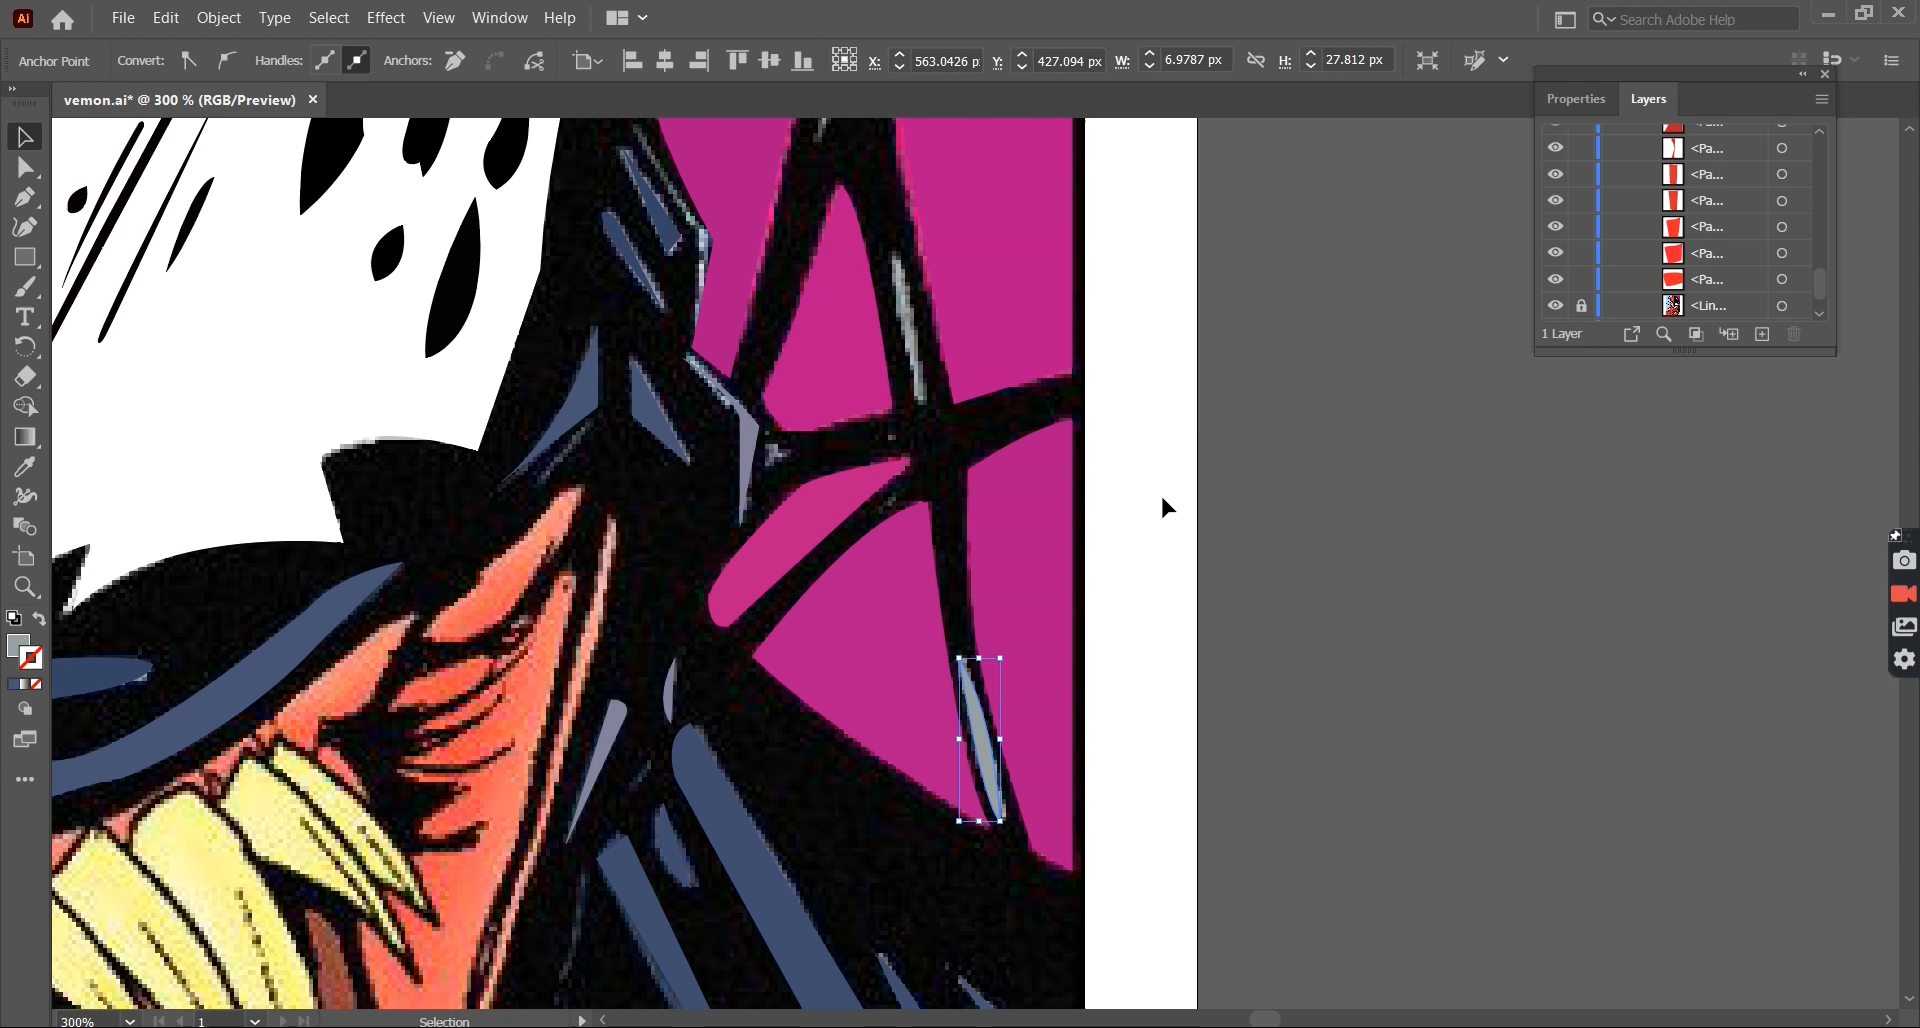 Ai File Edit Object Type Select Effect View Window Help Search Adobe Help
Anchor Point Convert: Handles: Anchors: X: 563.0426 p Y: 427.094 px W: 6.9787 px H: 27.812 px
vemon.ai* @ 300 % (RGB/Preview) ×
Properties Layers
<Pa...
<Pa...
<Pa...
<Pa...
<Pa...
<Pa...
<Lin...
1 Layer
300% 1 Selection